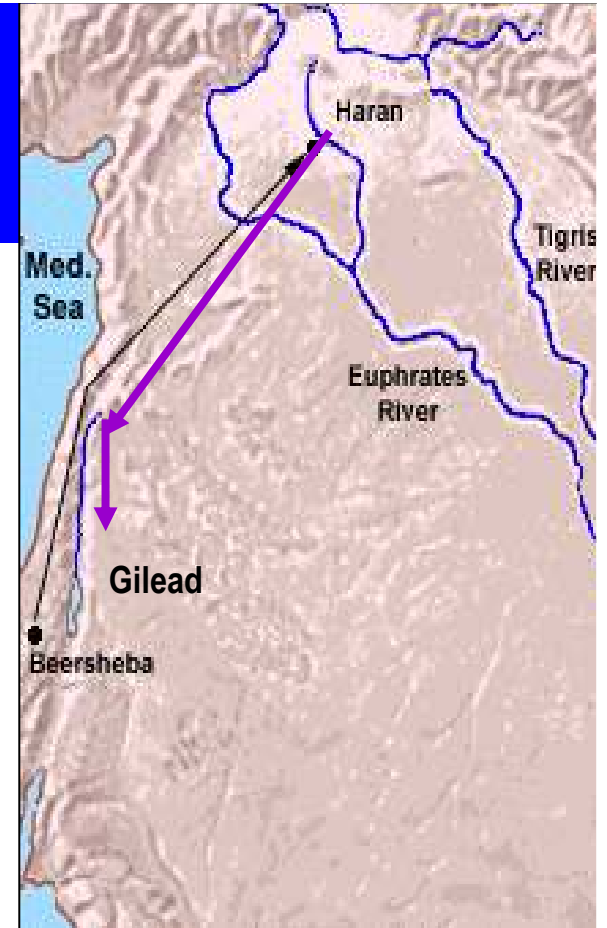 Haran
Tigris
River
Med.
Sea
Euphrates
River
Gilead
Beersheba